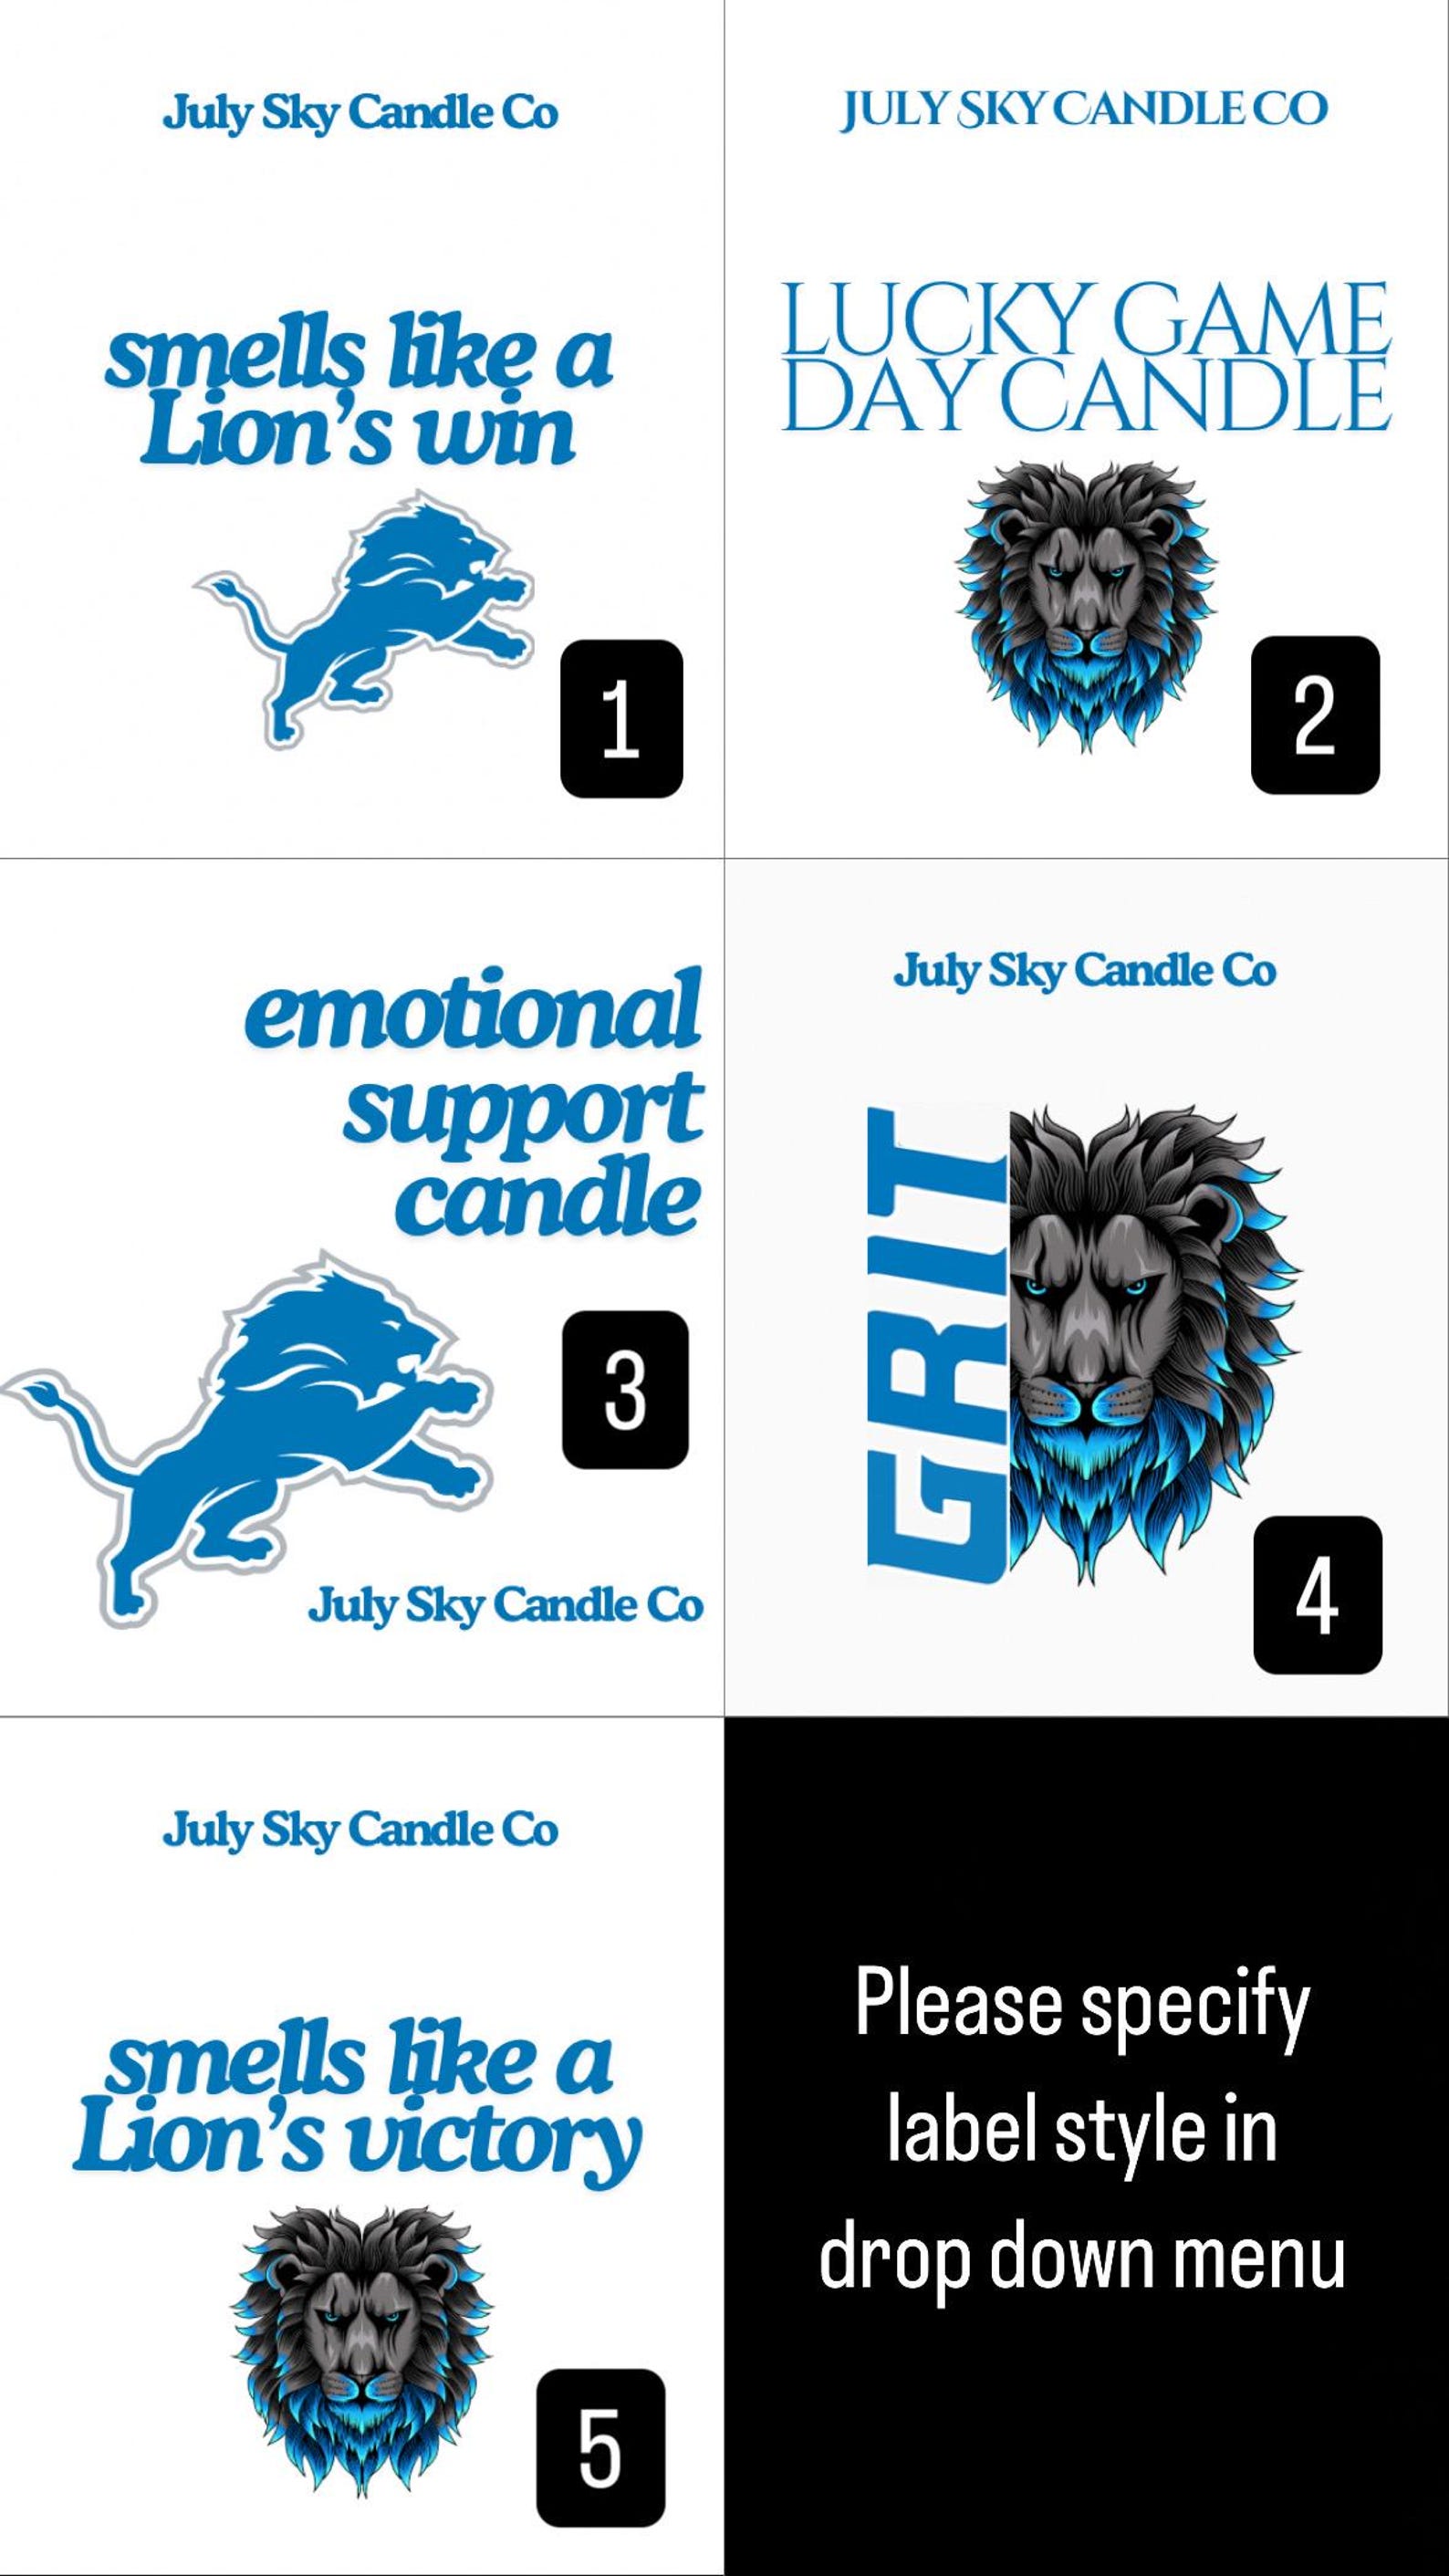 July Sky Candle Co
smells like a
Lion's win
1
JULY SKY CANDLE CO
LUCKY GAME
DAY CANDLE
2
emotional
support
candle
3
July Sky Candle Co
July Sky Candle Co
GRIT
4
July Sky Candle Co
smells like a
Lion's victory
5
Please specify
label style in
drop down menu